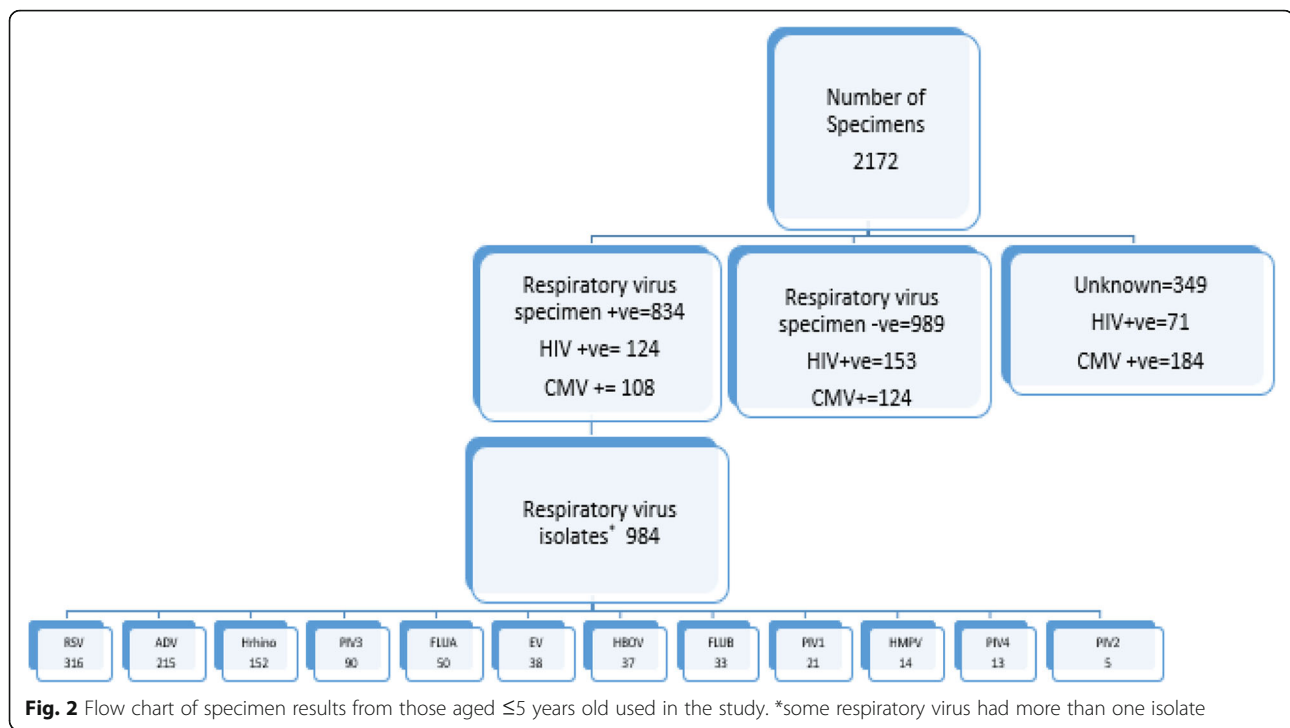 Number of
Specimens
2172
Respiratory virus
specimen +ve=834
HIV +ve= 124
CMV += 108
Respiratory virus
specimen -ve=989
HIV+ve=153
CMV+=124
Unknown=349
HIV+ve=71
CMV +ve=184
Respiratory virus
isolates* 984
RSV
316
ADV
215
Hrhino
152
PIV3
90
FLUA
50
EV
38
HBOV
37
FLUB
33
PIV1
21
HMPV
14
PIV4
13
PIV2
5
Fig. 2 Flow chart of specimen results from those aged ≤5 years old used in the study. *some respiratory virus had more than one isolate